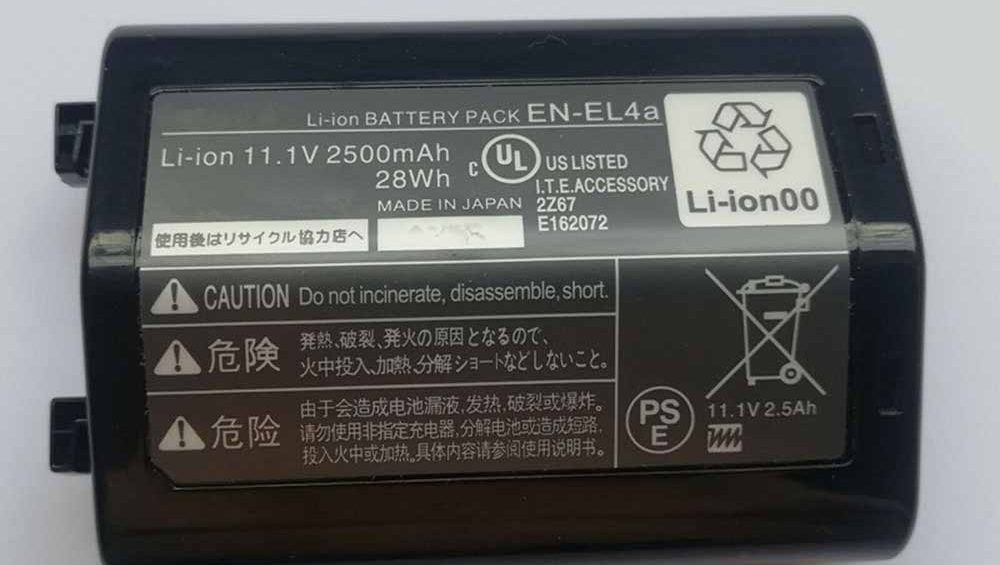 Li-ion BATTERY PACK EN-EL4a
Li-ion 11.1V 2500mAh
28Wh
C UL US LISTED
I.T.E.ACCESSORY
MADE IN JAPAN 2Z67
E162072
Li-ion00
使用後はリサイクル協力店へ
CAUTION Do not incinerate, disassemble, short.
危険 発熱、破裂、発火の原因となるので、
火中投入、加熱、分解ショートなどしないこと。
危险 由于会造成电池漏液,发热,破裂或爆炸。
请勿使用非指定充电器,分解电池或造成短路,
投入火中或加热。具体内容请参阅使用说明书。
PS
E
11.1V 2.5Ah